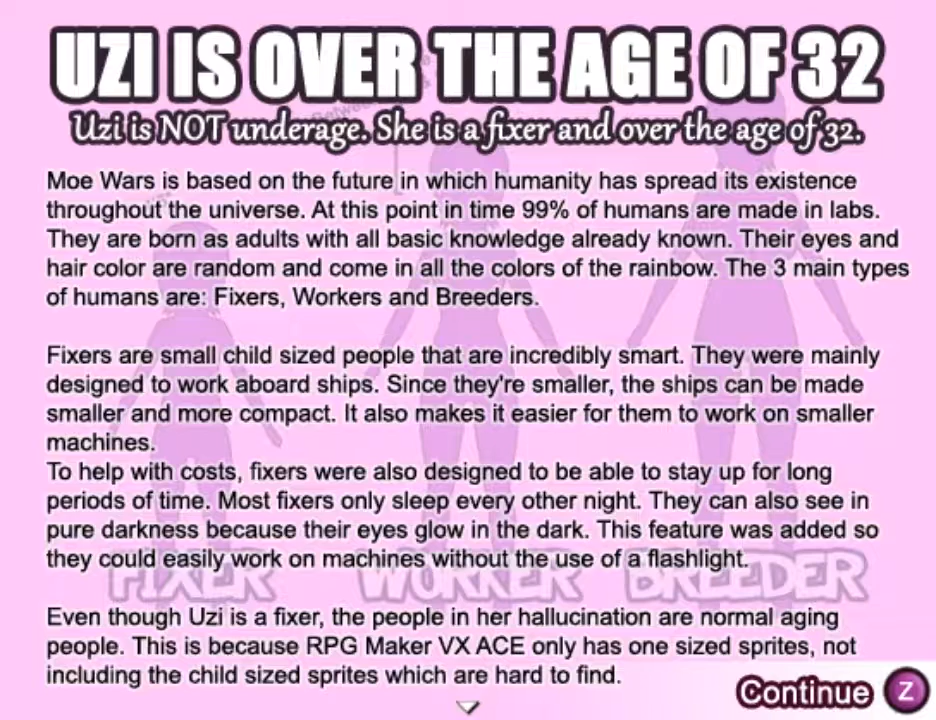 UZI IS OVER THE AGE OF 32
Uzi is NOT underage. She is a fixer and over the age of 32.
Moe Wars is based on the future in which humanity has spread its existence
throughout the universe. At this point in time 99% of humans are made in labs.
They are born as adults with all basic knowledge already known. Their eyes and
hair color are random and come in all the colors of the rainbow. The 3 main types
of humans are: Fixers, Workers and Breeders.
Fixers are small child sized people that are incredibly smart. They were mainly
designed to work aboard ships. Since they're smaller, the ships can be made
smaller and more compact. It also makes it easier for them to work on smaller
machines.
To help with costs, fixers were also designed to be able to stay up for long
periods of time. Most fixers only sleep every other night. They can also see in
pure darkness because their eyes glow in the dark. This feature was added so
they could easily work on machines without the use of a flashlight.
FIXER WORKER BREEDER
Even though Uzi is a fixer, the people in her hallucination are normal aging
people. This is because RPG Maker VX ACE only has one sized sprites, not
including the child sized sprites which are hard to find.
Continue Z